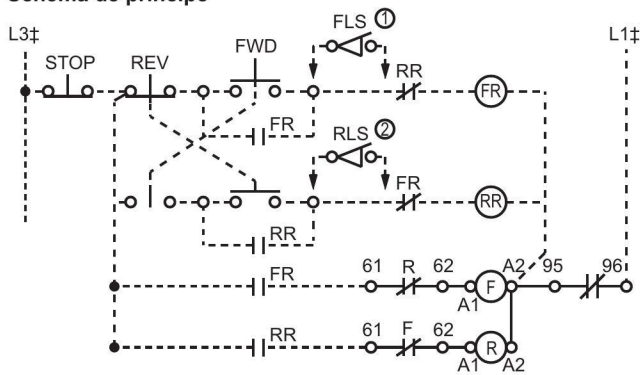 Schéma de principe
L3‡ STOP REV FWD FLS ① RR L1‡
FR
FR
RLS ② FR
RR
RR
FR 61 R 62 A1 F A2 95 96
RR 61 F 62 A1 R A2